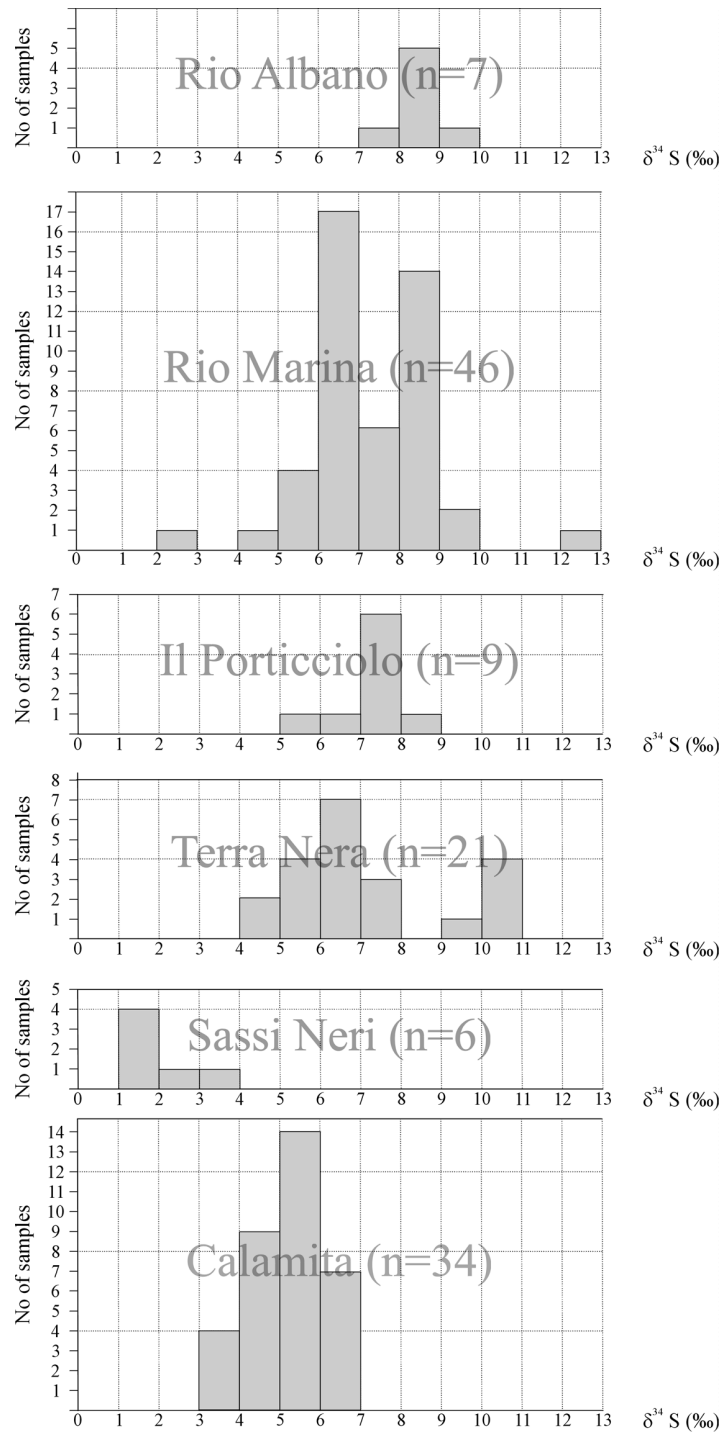 No of samples
5
4
3
2
1
Rio Albano (n=7)
0 1 2 3 4 5 6 7 8 9 10 11 12 13
δ³⁴ S (‰)
No of samples
17
16
14
13
12
11
10
9
8
7
6
5
4
3
2
1
Rio Marina (n=46)
0 1 2 3 4 5 6 7 8 9 10 11 12 13
δ³⁴ S (‰)
No of samples
7
6
5
4
3
2
1
Il Porticciolo (n=9)
0 1 2 3 4 5 6 7 8 9 10 11 12 13
δ³⁴ S (‰)
No of samples
8
7
6
5
4
3
2
1
Terra Nera (n=21)
0 1 2 3 4 5 6 7 8 9 10 11 12 13
δ³⁴ S (‰)
No of samples
5
4
3
2
1
Sassi Neri (n=6)
0 1 2 3 4 5 6 7 8 9 10 11 12 13
δ³⁴ S (‰)
No of samples
14
13
12
11
10
9
8
7
6
5
4
3
2
1
Calamita (n=34)
0 1 2 3 4 5 6 7 8 9 10 11 12 13
δ³⁴ S (‰)